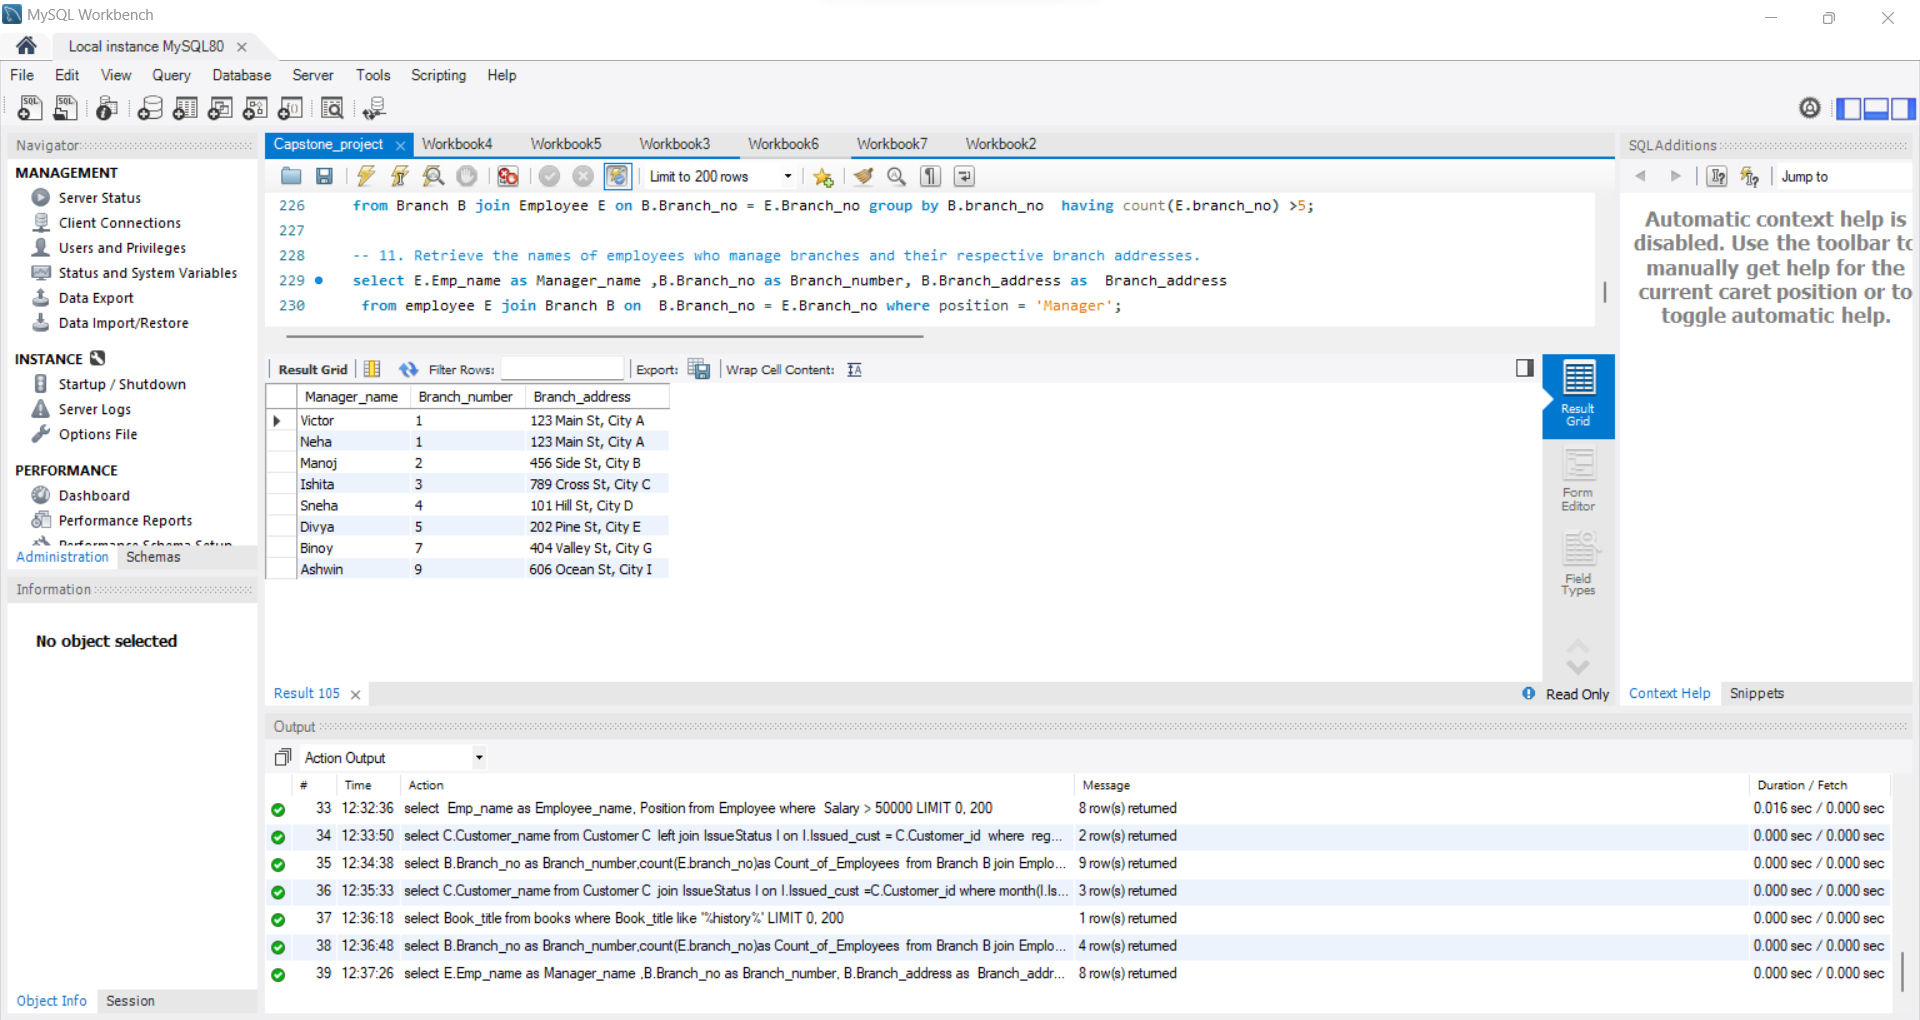 MySQL Workbench
Local instance MySQL80
File Edit View Query Database Server Tools Scripting Help
Navigator
MANAGEMENT
Server Status
Client Connections
Users and Privileges
Status and System Variables
Data Export
Data Import/Restore
INSTANCE
Startup / Shutdown
Server Logs
Options File
PERFORMANCE
Dashboard
Performance Reports
Performance Schema Setup
Administration Schemas
Information
No object selected
Object Info Session
Capstone_project Workbook4 Workbook5 Workbook3 Workbook6 Workbook7 Workbook2
Limit to 200 rows
226 from Branch B join Employee E on B.Branch_no = E.Branch_no group by B.branch_no  having count(E.branch_no) >5;
227
228 -- 11. Retrieve the names of employees who manage branches and their respective branch addresses.
229 select E.Emp_name as Manager_name ,B.Branch_no as Branch_number, B.Branch_address as  Branch_address
230 from employee E join Branch B on  B.Branch_no = E.Branch_no where position = 'Manager';
Result Grid Filter Rows: Export: Wrap Cell Content:
Manager_name Branch_number Branch_address
Victor 1 123 Main St, City A
Neha 1 123 Main St, City A
Manoj 2 456 Side St, City B
Ishita 3 789 Cross St, City C
Sneha 4 101 Hill St, City D
Divya 5 202 Pine St, City E
Binoy 7 404 Valley St, City G
Ashwin 9 606 Ocean St, City I
Result Grid
Form Editor
Field Types
Result 105
Read Only
SQLAdditions
Jump to
Automatic context help is
disabled. Use the toolbar to
manually get help for the
current caret position or to
toggle automatic help.
Context Help Snippets
Output
Action Output
# Time Action Message Duration / Fetch
33 12:32:36 select  Emp_name as Employee_name, Position from Employee where  Salary > 50000 LIMIT 0, 200 8 row(s) returned 0.016 sec / 0.000 sec
34 12:33:50 select C.Customer_name from Customer C  left join IssueStatus I on I.Issued_cust = C.Customer_id  where  reg... 2 row(s) returned 0.000 sec / 0.000 sec
35 12:34:38 select B.Branch_no as Branch_number,count(E.branch_no)as Count_of_Employees  from Branch B join Emplo... 9 row(s) returned 0.000 sec / 0.000 sec
36 12:35:33 select C.Customer_name from Customer C  join IssueStatus I on I.Issued_cust =C.Customer_id where month(I.Is... 3 row(s) returned 0.000 sec / 0.000 sec
37 12:36:18 select Book_title from books where Book_title like "%history%" LIMIT 0, 200 1 row(s) returned 0.000 sec / 0.000 sec
38 12:36:48 select B.Branch_no as Branch_number,count(E.branch_no)as Count_of_Employees  from Branch B join Emplo... 4 row(s) returned 0.000 sec / 0.000 sec
39 12:37:26 select E.Emp_name as Manager_name ,B.Branch_no as Branch_number, B.Branch_address as  Branch_addr... 8 row(s) returned 0.000 sec / 0.000 sec